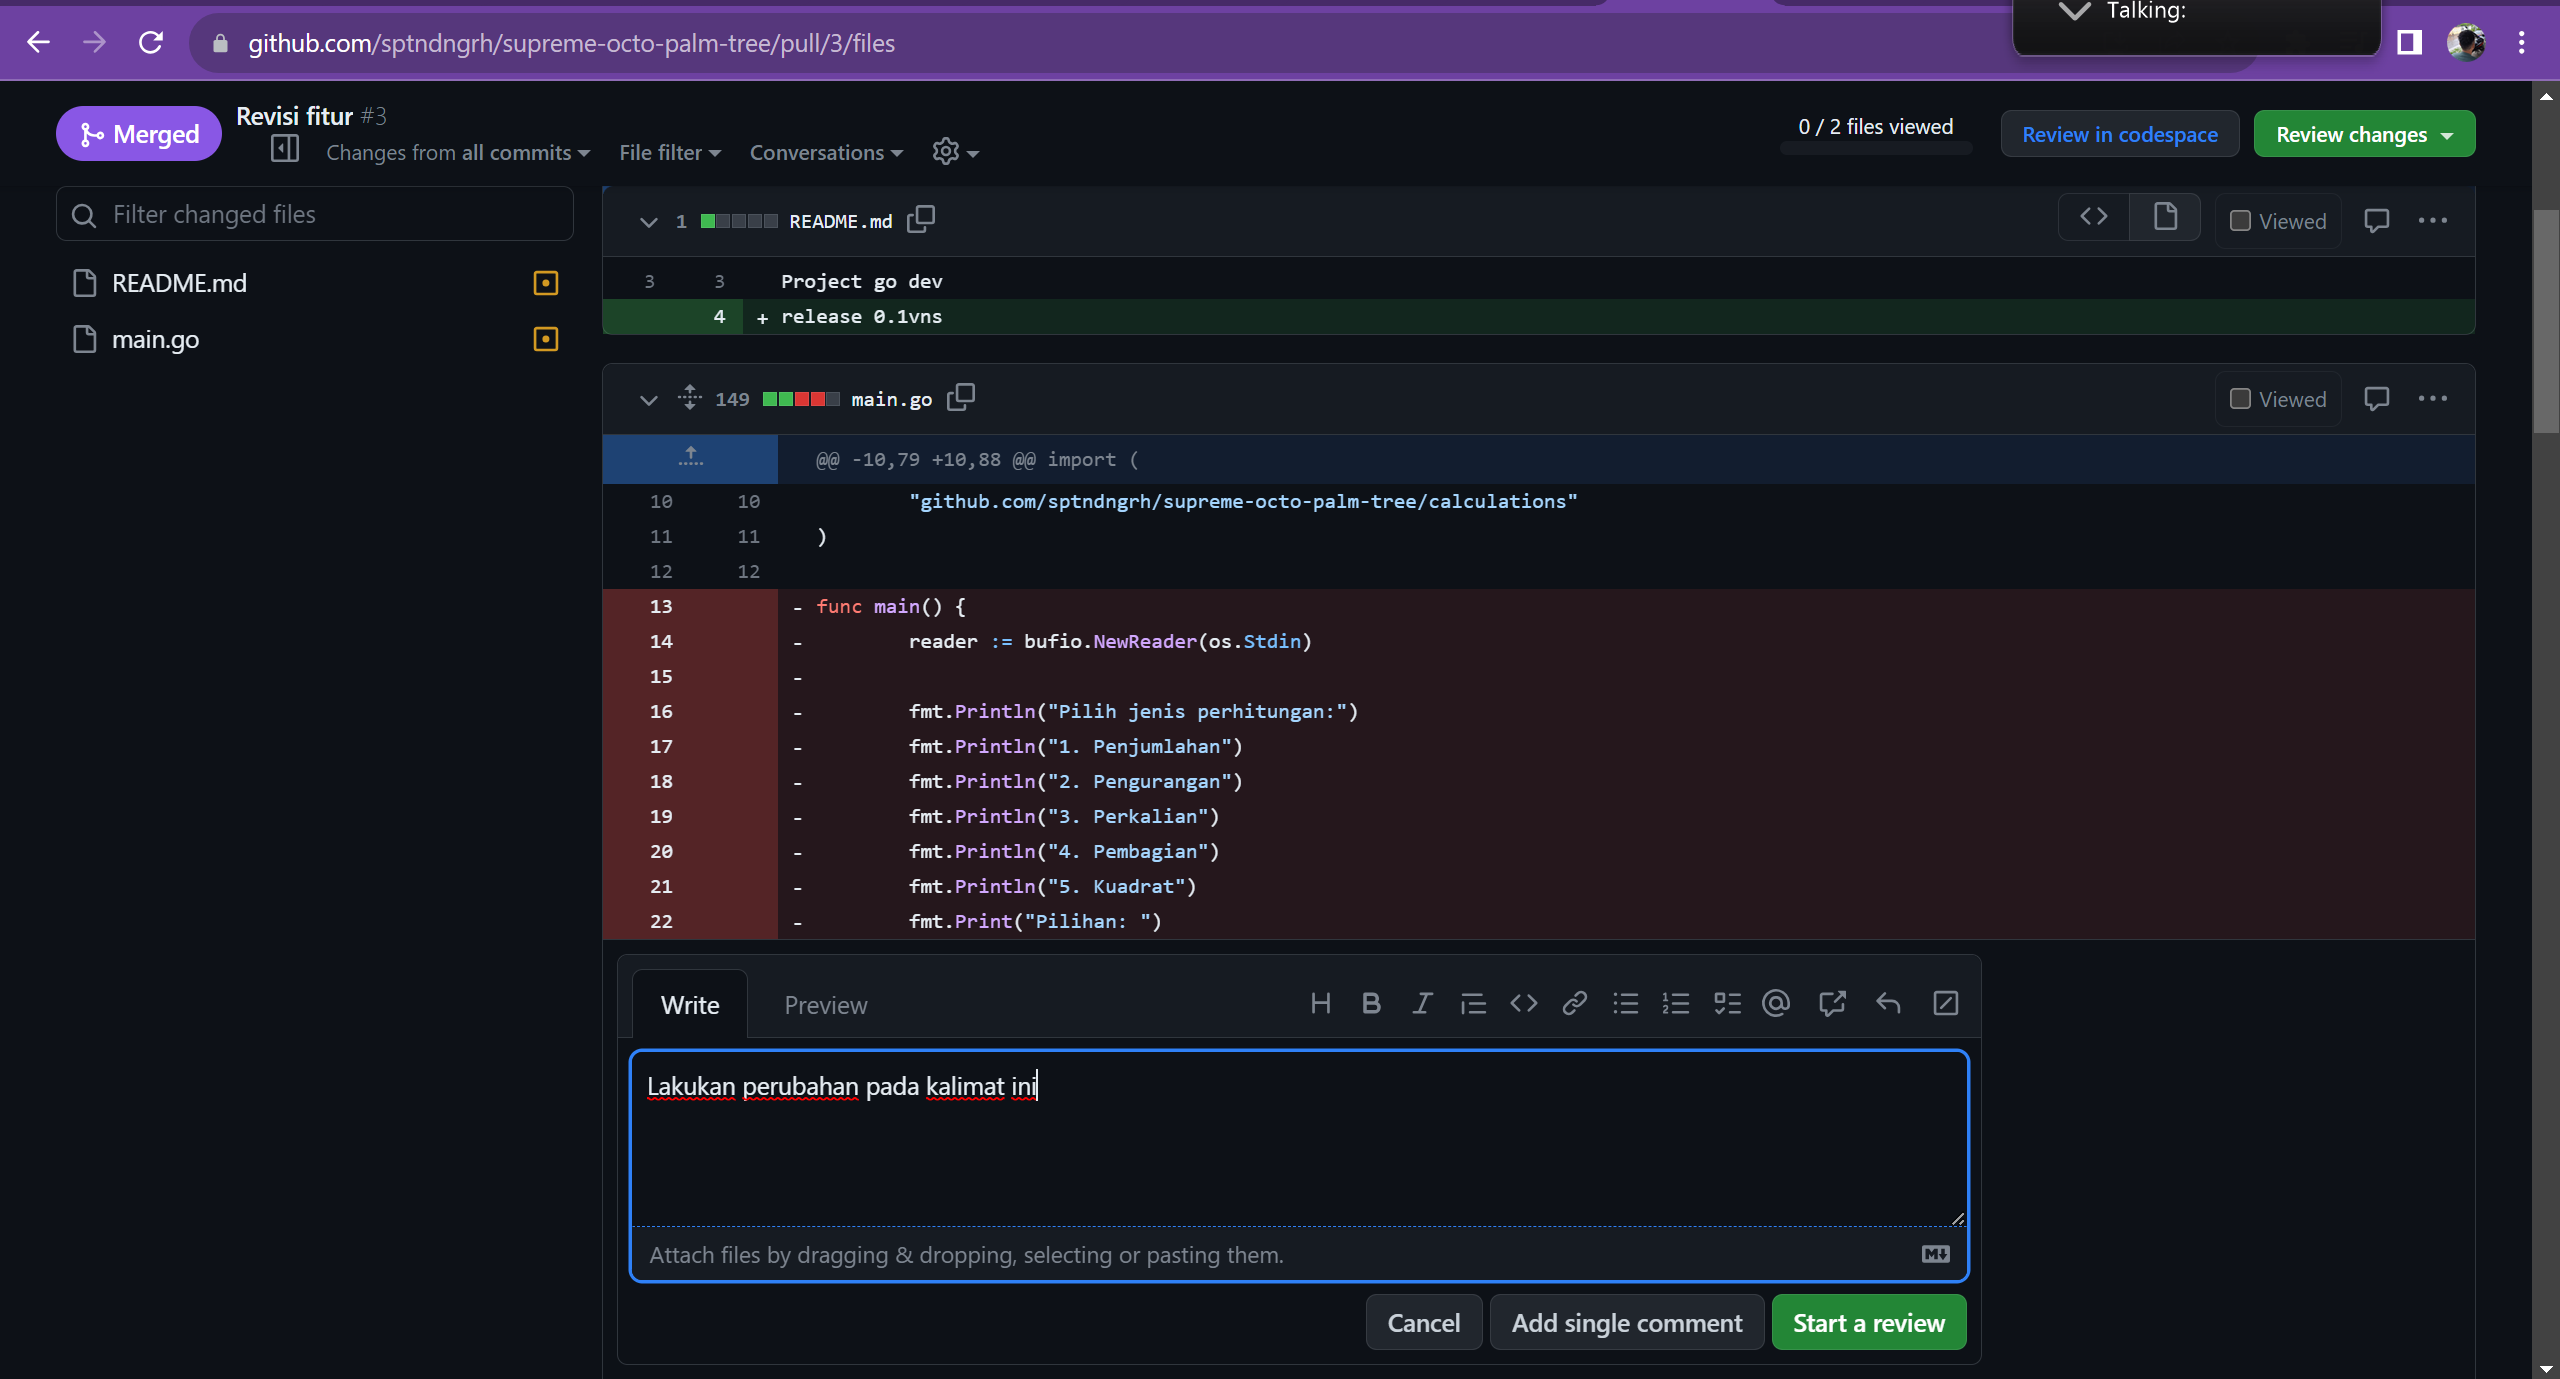 Talking:
github.com/sptndngrh/supreme-octo-palm-tree/pull/3/files
Merged
Revisi fitur #3
Changes from all commits
File filter
Conversations
0 / 2 files viewed
Review in codespace
Review changes
Filter changed files
README.md
main.go
1 README.md
Viewed
3 3 Project go dev
4 + release 0.1vns
149 main.go
Viewed
@@ -10,79 +10,88 @@ import (
10 10 "github.com/sptndngrh/supreme-octo-palm-tree/calculations"
11 11 )
12 12
13 - func main() {
14 - reader := bufio.NewReader(os.Stdin)
15 -
16 - fmt.Println("Pilih jenis perhitungan:")
17 - fmt.Println("1. Penjumlahan")
18 - fmt.Println("2. Pengurangan")
19 - fmt.Println("3. Perkalian")
20 - fmt.Println("4. Pembagian")
21 - fmt.Println("5. Kuadrat")
22 - fmt.Print("Pilihan: ")
Write Preview
Lakukan perubahan pada kalimat ini
Attach files by dragging & dropping, selecting or pasting them.
Cancel
Add single comment
Start a review